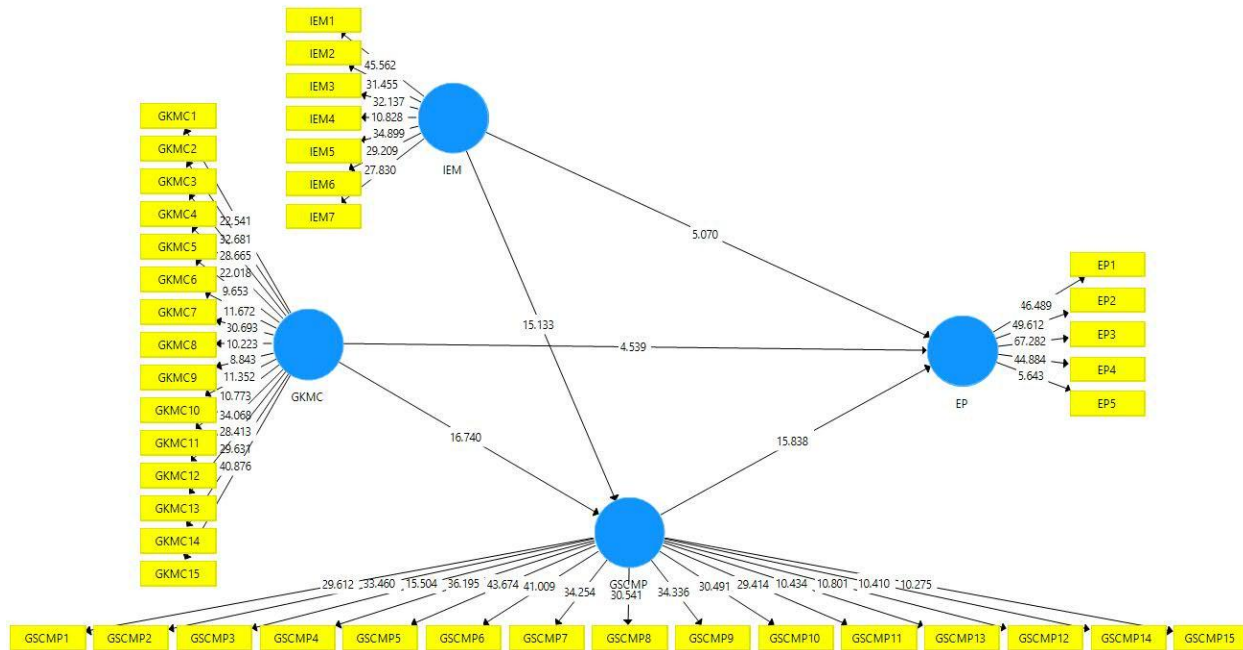 IEM1
IEM2
IEM3
IEM4
IEM5
IEM6
IEM7
45.562
31.455
32.137
10.828
34.899
29.209
27.830
IEM
GKMC1
GKMC2
GKMC3
GKMC4
GKMC5
GKMC6
GKMC7
GKMC8
GKMC9
GKMC10
GKMC11
GKMC12
GKMC13
GKMC14
GKMC15
22.541
32.681
28.665
22.018
9.653
11.672
30.693
10.223
8.843
11.352
10.773
34.068
28.413
29.631
40.876
GKMC
5.070
15.133
4.539
16.740
15.838
EP1
EP2
EP3
EP4
EP5
46.489
49.612
67.282
44.884
5.643
EP
GSCMP
29.612 33.460 15.504 36.195 43.674 41.009 34.254 30.541 34.336 30.491 29.414 10.434 10.801 10.410 10.275
GSCMP1 GSCMP2 GSCMP3 GSCMP4 GSCMP5 GSCMP6 GSCMP7 GSCMP8 GSCMP9 GSCMP10 GSCMP11 GSCMP13 GSCMP12 GSCMP14 GSCMP15